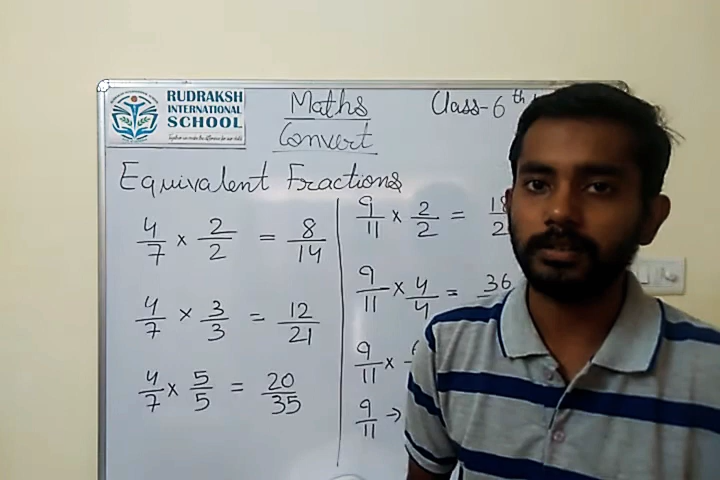 RUDRAKSH
INTERNATIONAL
SCHOOL
Maths
Class-6th
Convert
Equivalent Fractions
4/7 × 2/2 = 8/14
4/7 × 3/3 = 12/21
4/7 × 5/5 = 20/35
9/11 × 2/2 = 18/2
9/11 × 4/4 = 36
9/11 ×
9/11 →